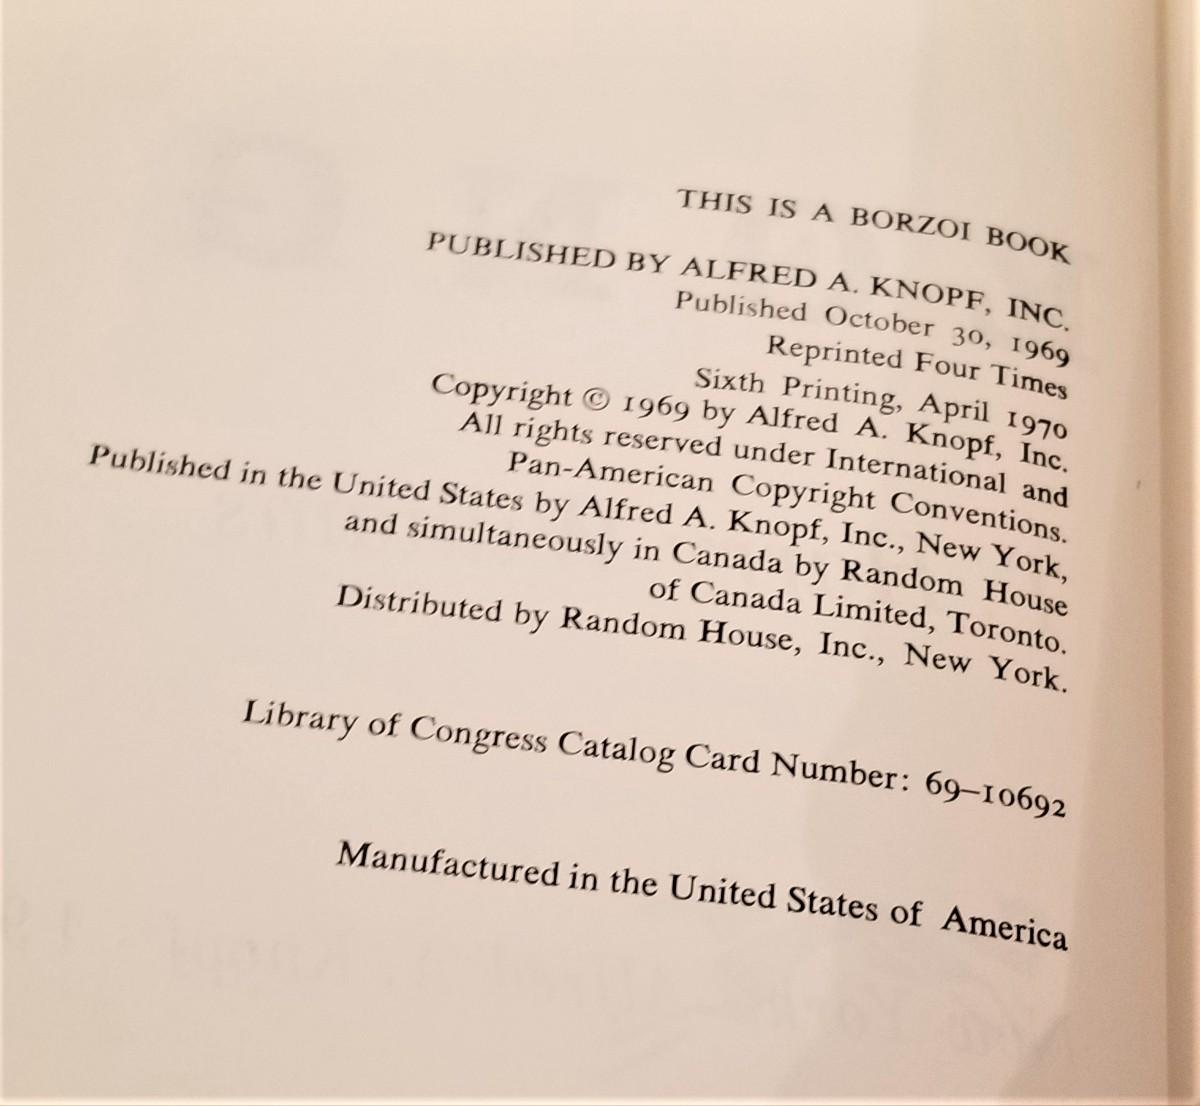 THIS IS A BORZOI BOOK
PUBLISHED BY ALFRED A. KNOPF, INC.
Published October 30, 1969
Reprinted Four Times
Sixth Printing, April 1970
Copyright © 1969 by Alfred A. Knopf, Inc.
All rights reserved under International and
Pan-American Copyright Conventions.
Published in the United States by Alfred A. Knopf, Inc., New York,
and simultaneously in Canada by Random House
of Canada Limited, Toronto.
Distributed by Random House, Inc., New York.
Library of Congress Catalog Card Number: 69–10692
Manufactured in the United States of America